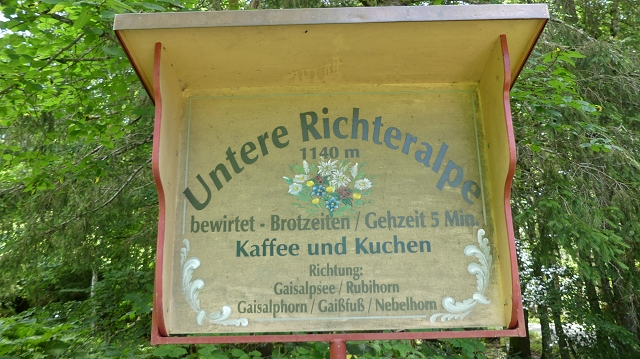 Untere Richteralpe
1140 m
bewirtet - Brotzeiten / Gehzeit 5 Min.
Kaffee und Kuchen
Richtung:
Gaisalpsee / Rubihorn
Gaisalphorn / Gaißfuß / Nebelhorn